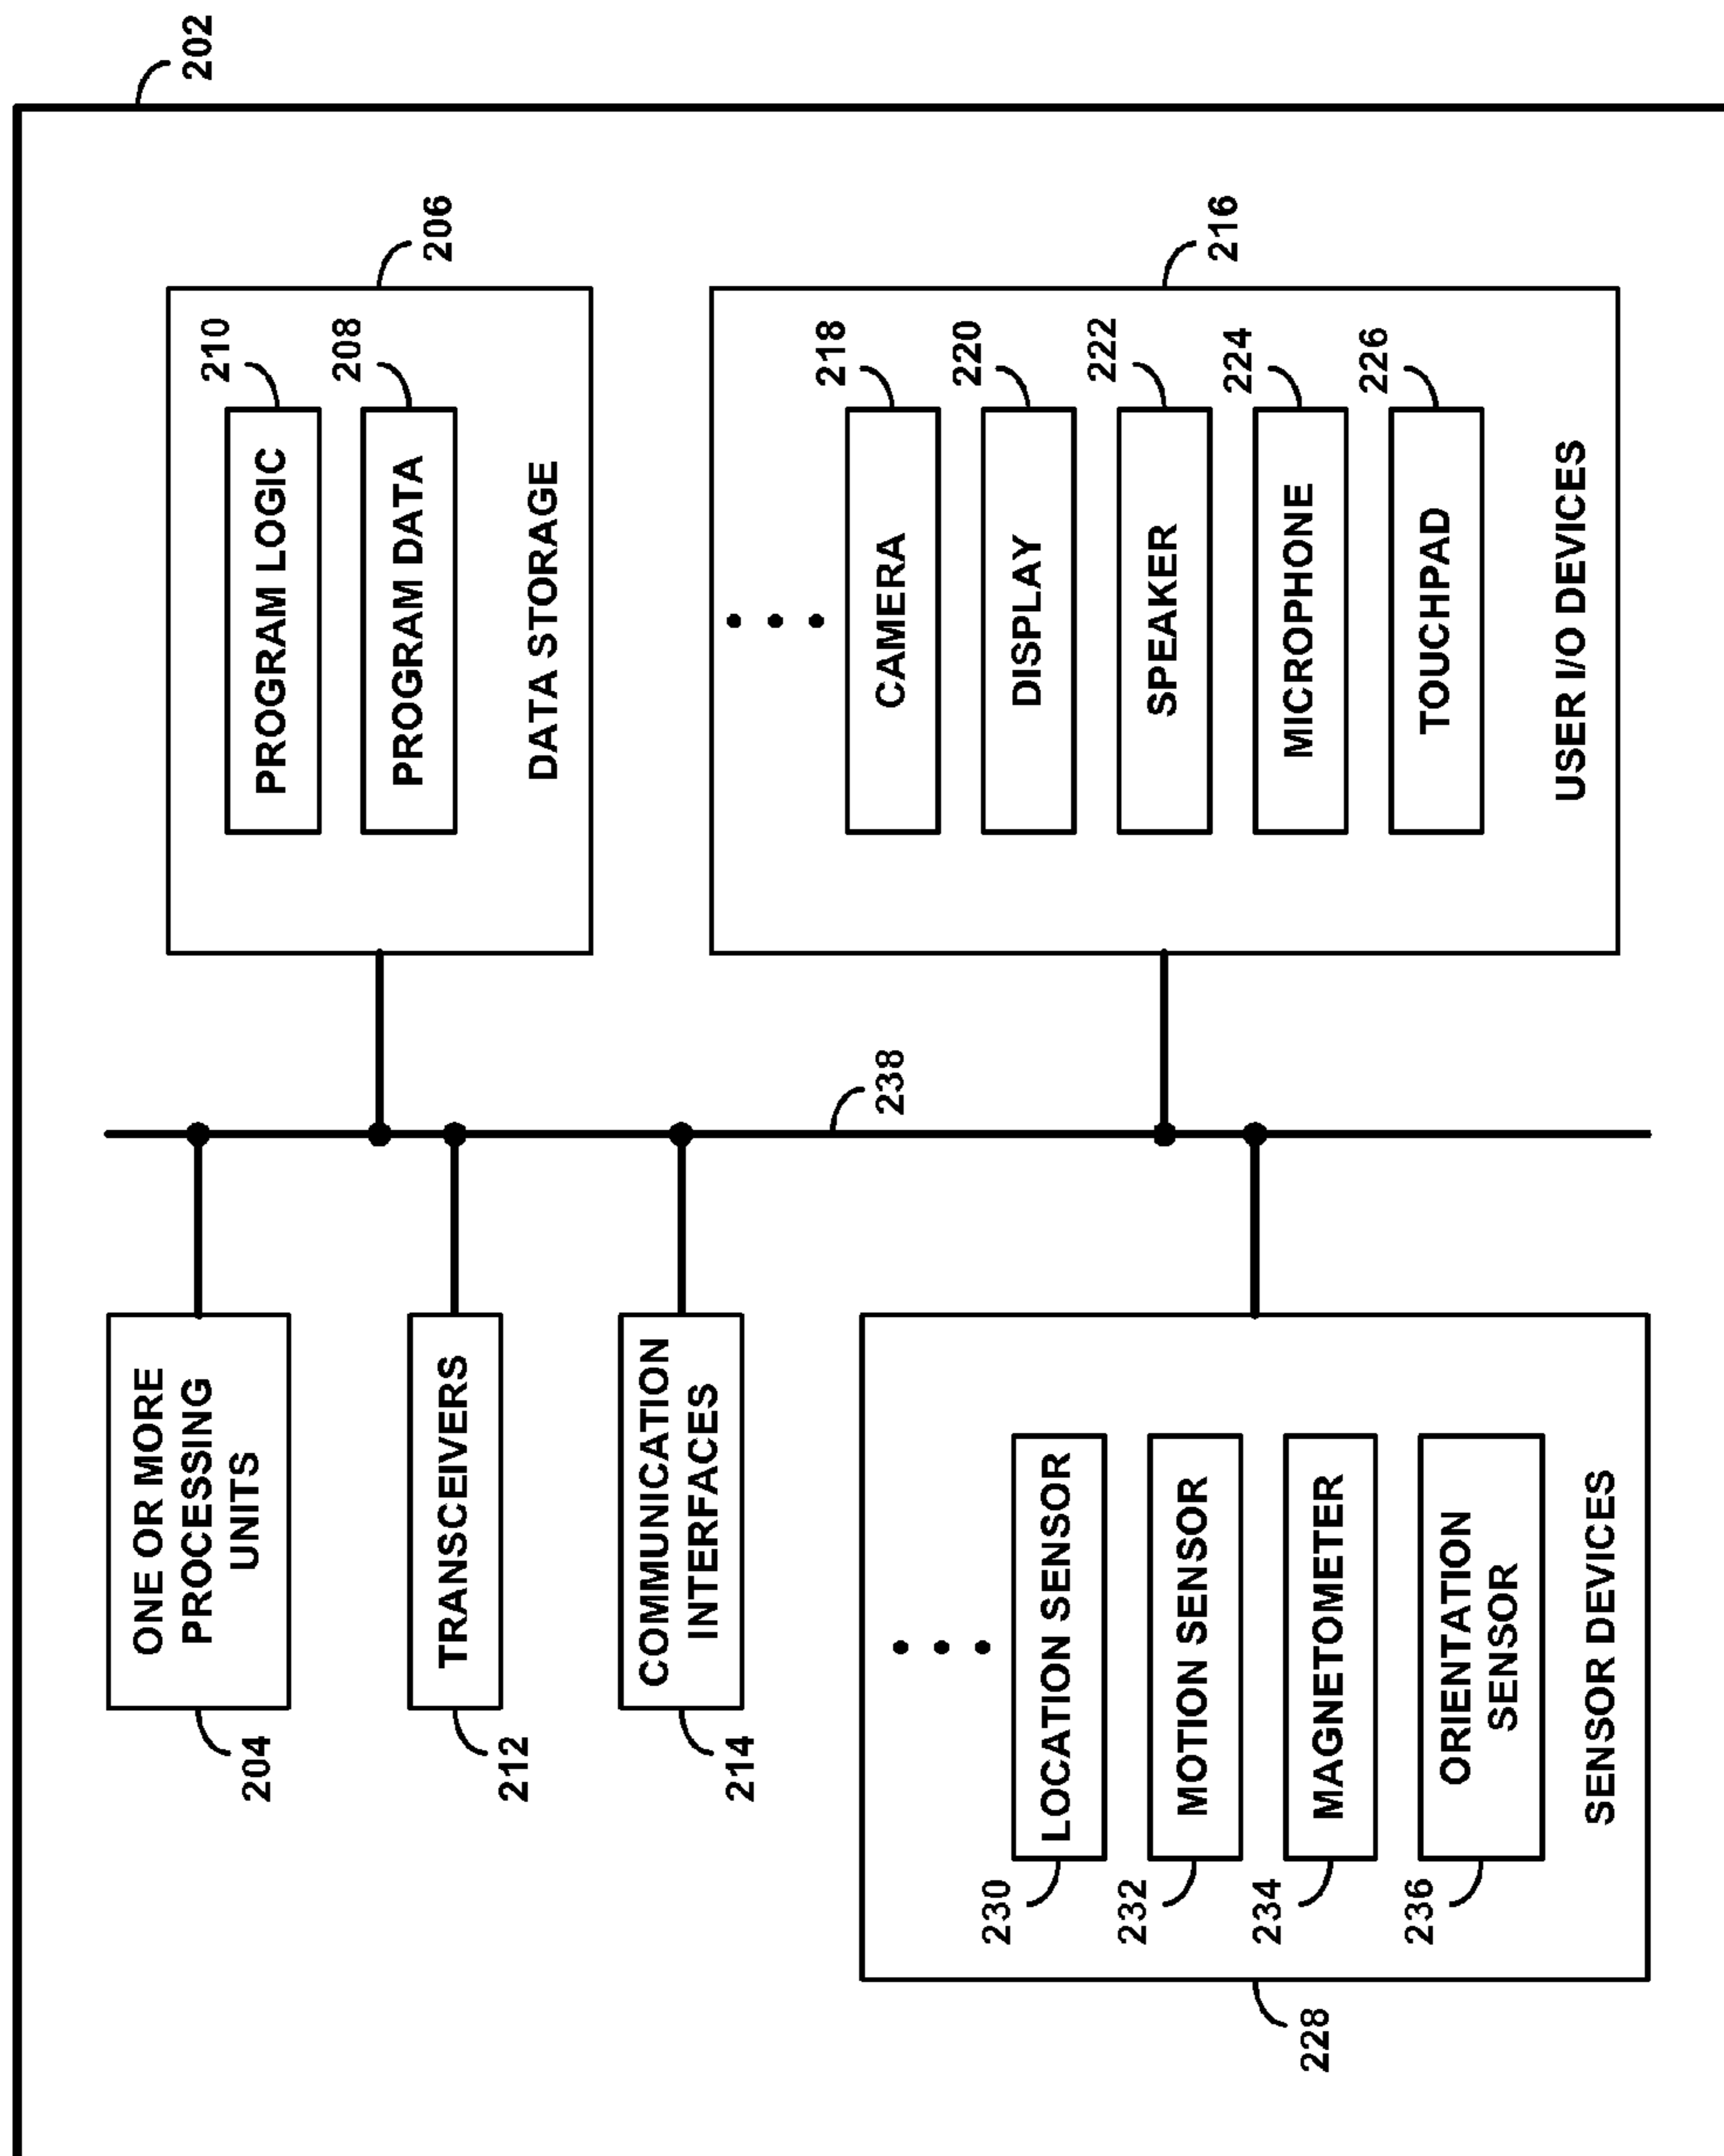 202
ONE OR MORE
PROCESSING
UNITS
204
TRANSCEIVERS
212
COMMUNICATION
INTERFACES
214
LOCATION SENSOR
230
MOTION SENSOR
232
MAGNETOMETER
234
ORIENTATION
SENSOR
236
SENSOR DEVICES
228
238
PROGRAM LOGIC
210
PROGRAM DATA
208
DATA STORAGE
206
CAMERA
218
DISPLAY
220
SPEAKER
222
MICROPHONE
224
TOUCHPAD
226
USER I/O DEVICES
216